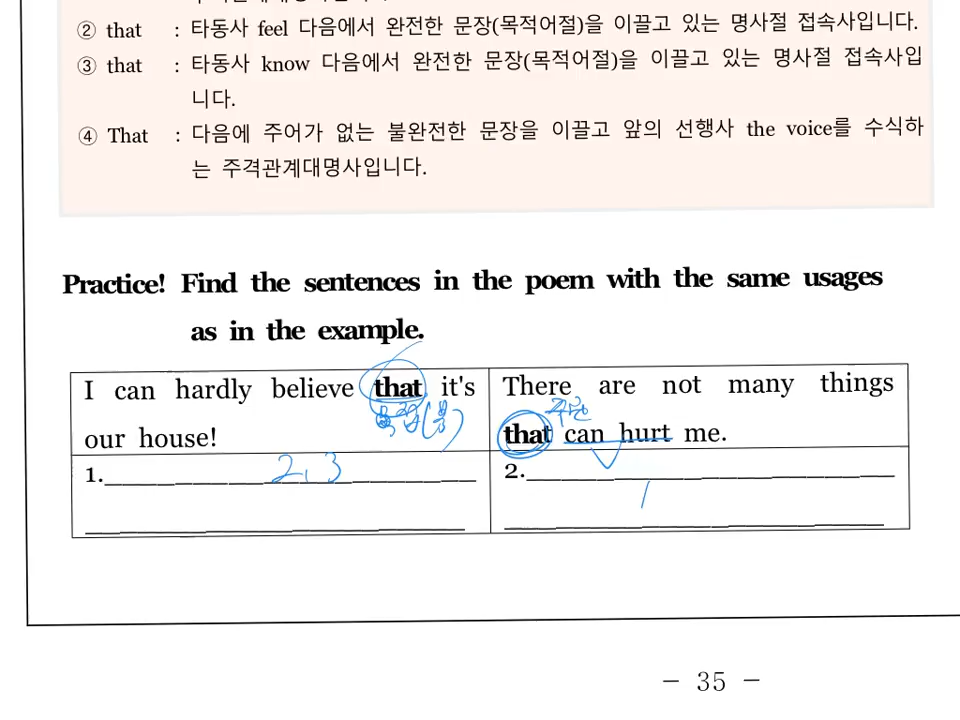 ② that : 타동사 feel 다음에서 완전한 문장(목적어절)을 이끌고 있는 명사절 접속사입니다.
③ that : 타동사 know 다음에서 완전한 문장(목적어절)을 이끌고 있는 명사절 접속사입
니다.
④ That : 다음에 주어가 없는 불완전한 문장을 이끌고 앞의 선행사 the voice를 수식하
는 주격관계대명사입니다.
Practice! Find the sentences in the poem with the same usages
as in the example.
I can hardly believe that it's
our house!
There are not many things
주관
that can hurt me.
1. 2, 3
2.
1
- 35 -